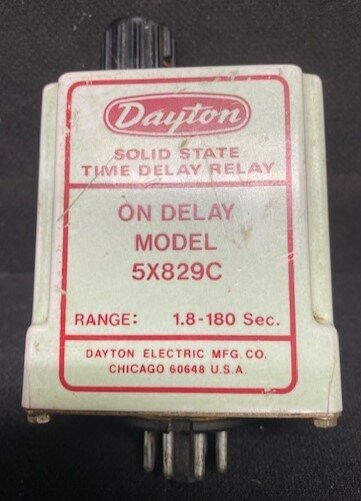 Dayton
SOLID STATE
TIME DELAY RELAY
ON DELAY
MODEL
5X829C
RANGE: 1.8-180 Sec.
DAYTON ELECTRIC MFG. CO.
CHICAGO 60648 U.S.A.